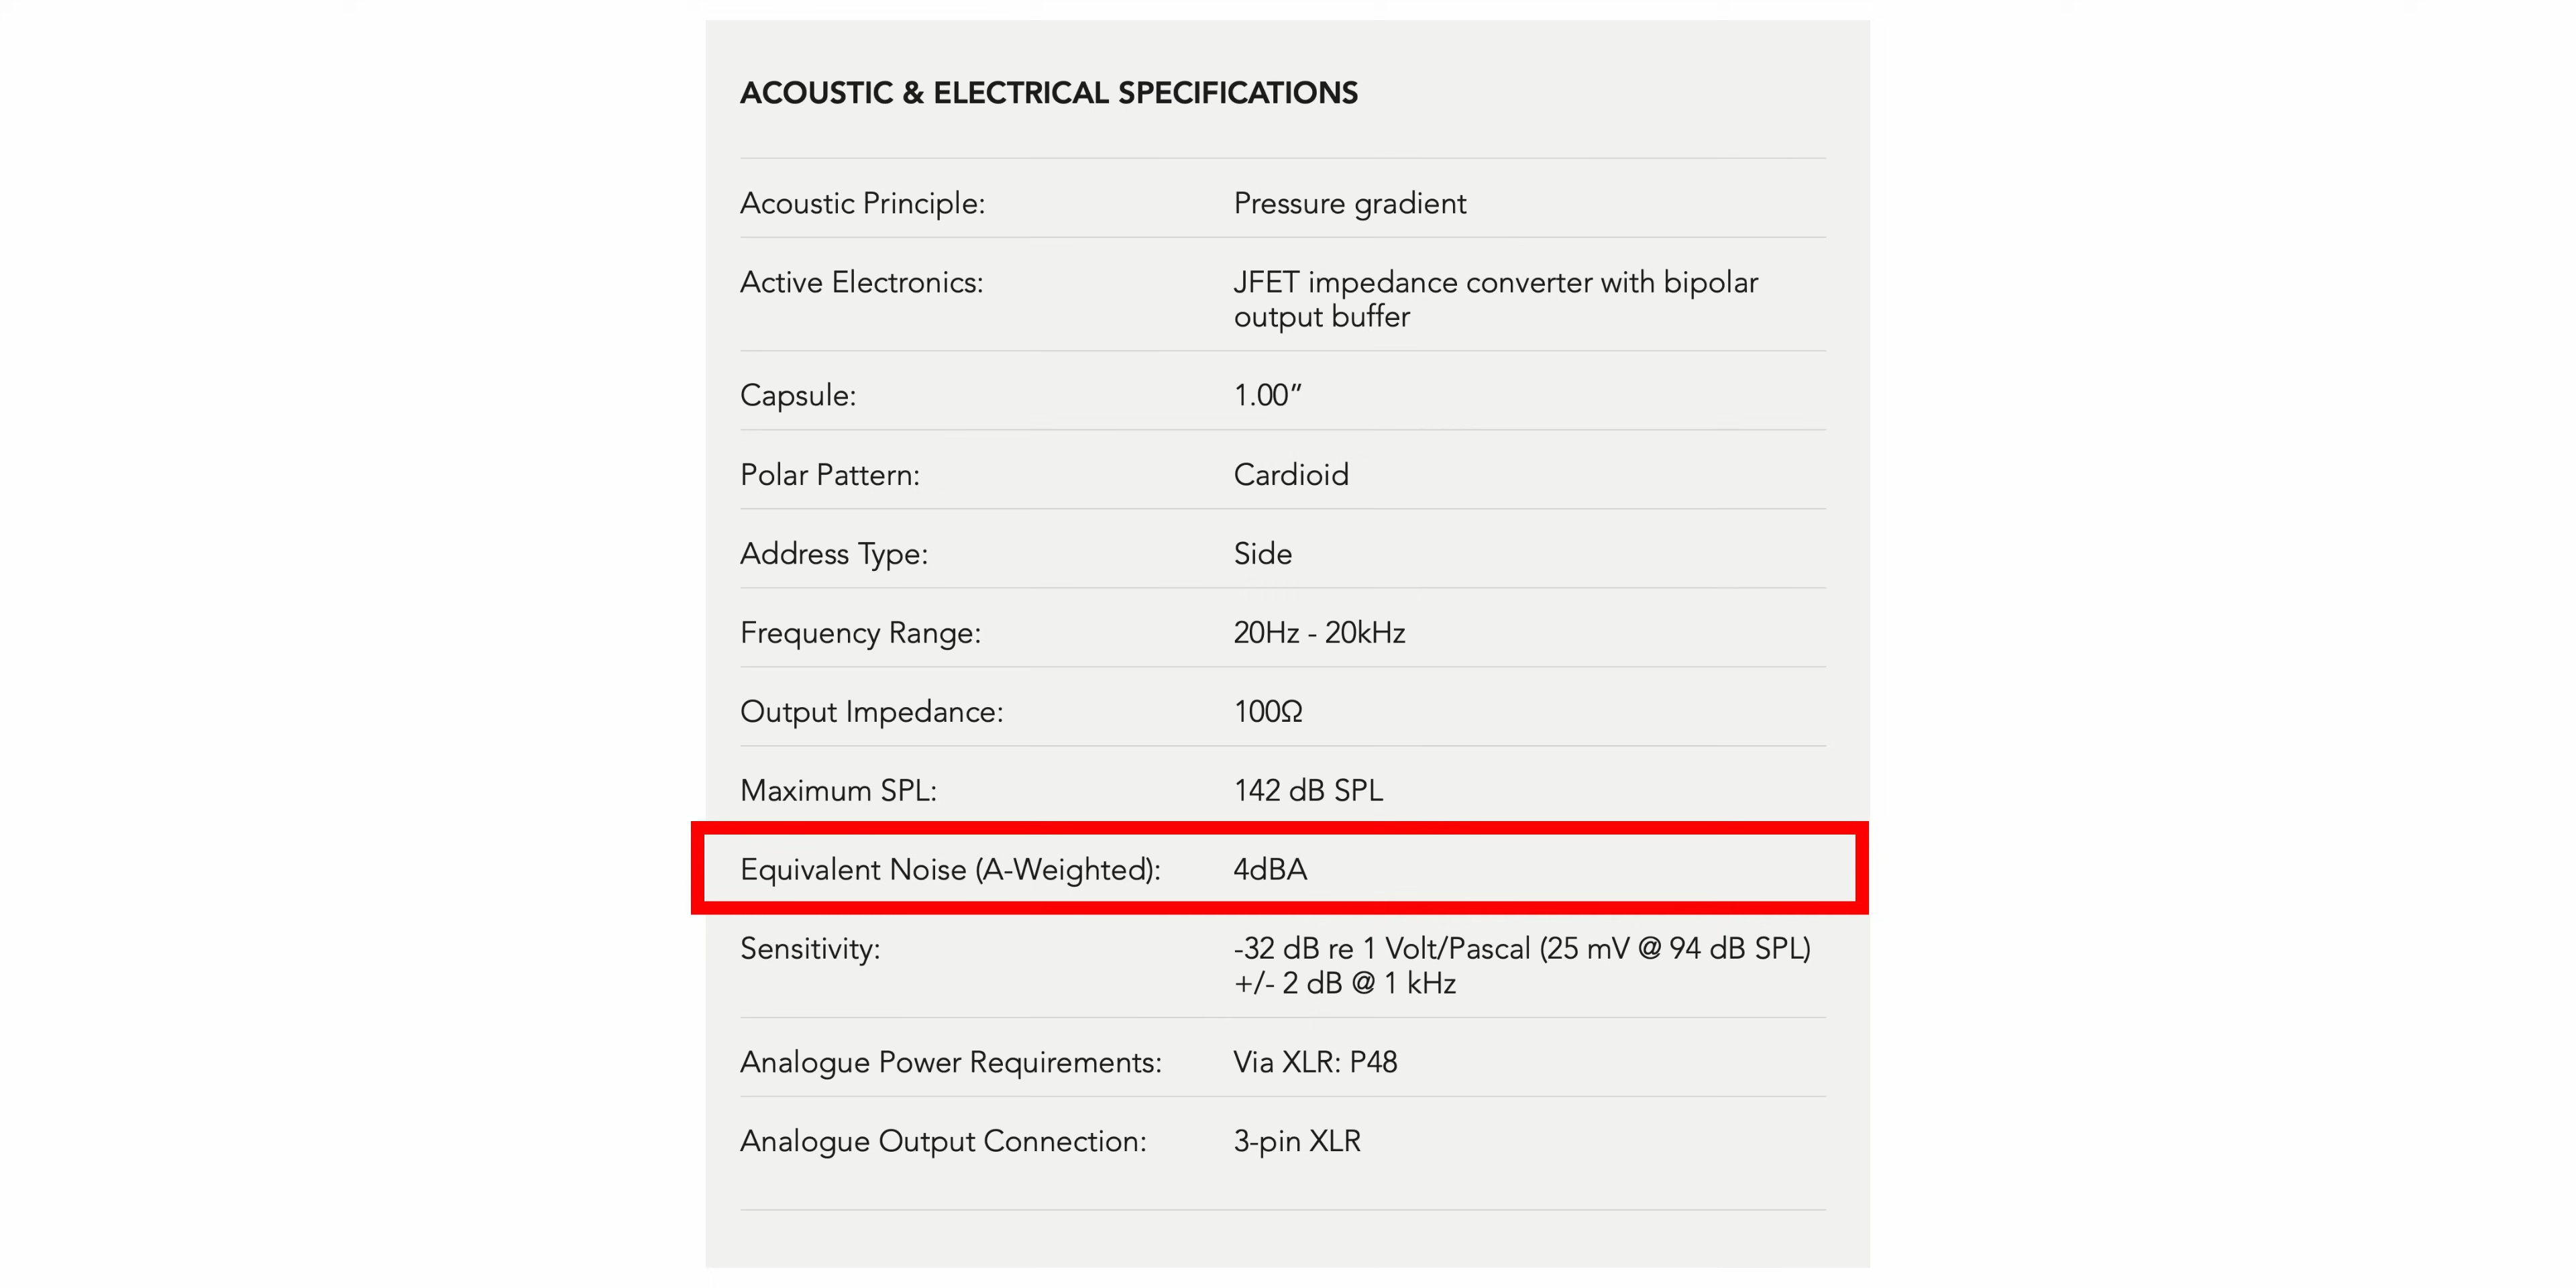 ACOUSTIC & ELECTRICAL SPECIFICATIONS
Acoustic Principle: Pressure gradient
Active Electronics: JFET impedance converter with bipolar
output buffer
Capsule: 1.00”
Polar Pattern: Cardioid
Address Type: Side
Frequency Range: 20Hz - 20kHz
Output Impedance: 100Ω
Maximum SPL: 142 dB SPL
Equivalent Noise (A-Weighted): 4dBA
Sensitivity: -32 dB re 1 Volt/Pascal (25 mV @ 94 dB SPL)
+/- 2 dB @ 1 kHz
Analogue Power Requirements: Via XLR: P48
Analogue Output Connection: 3-pin XLR